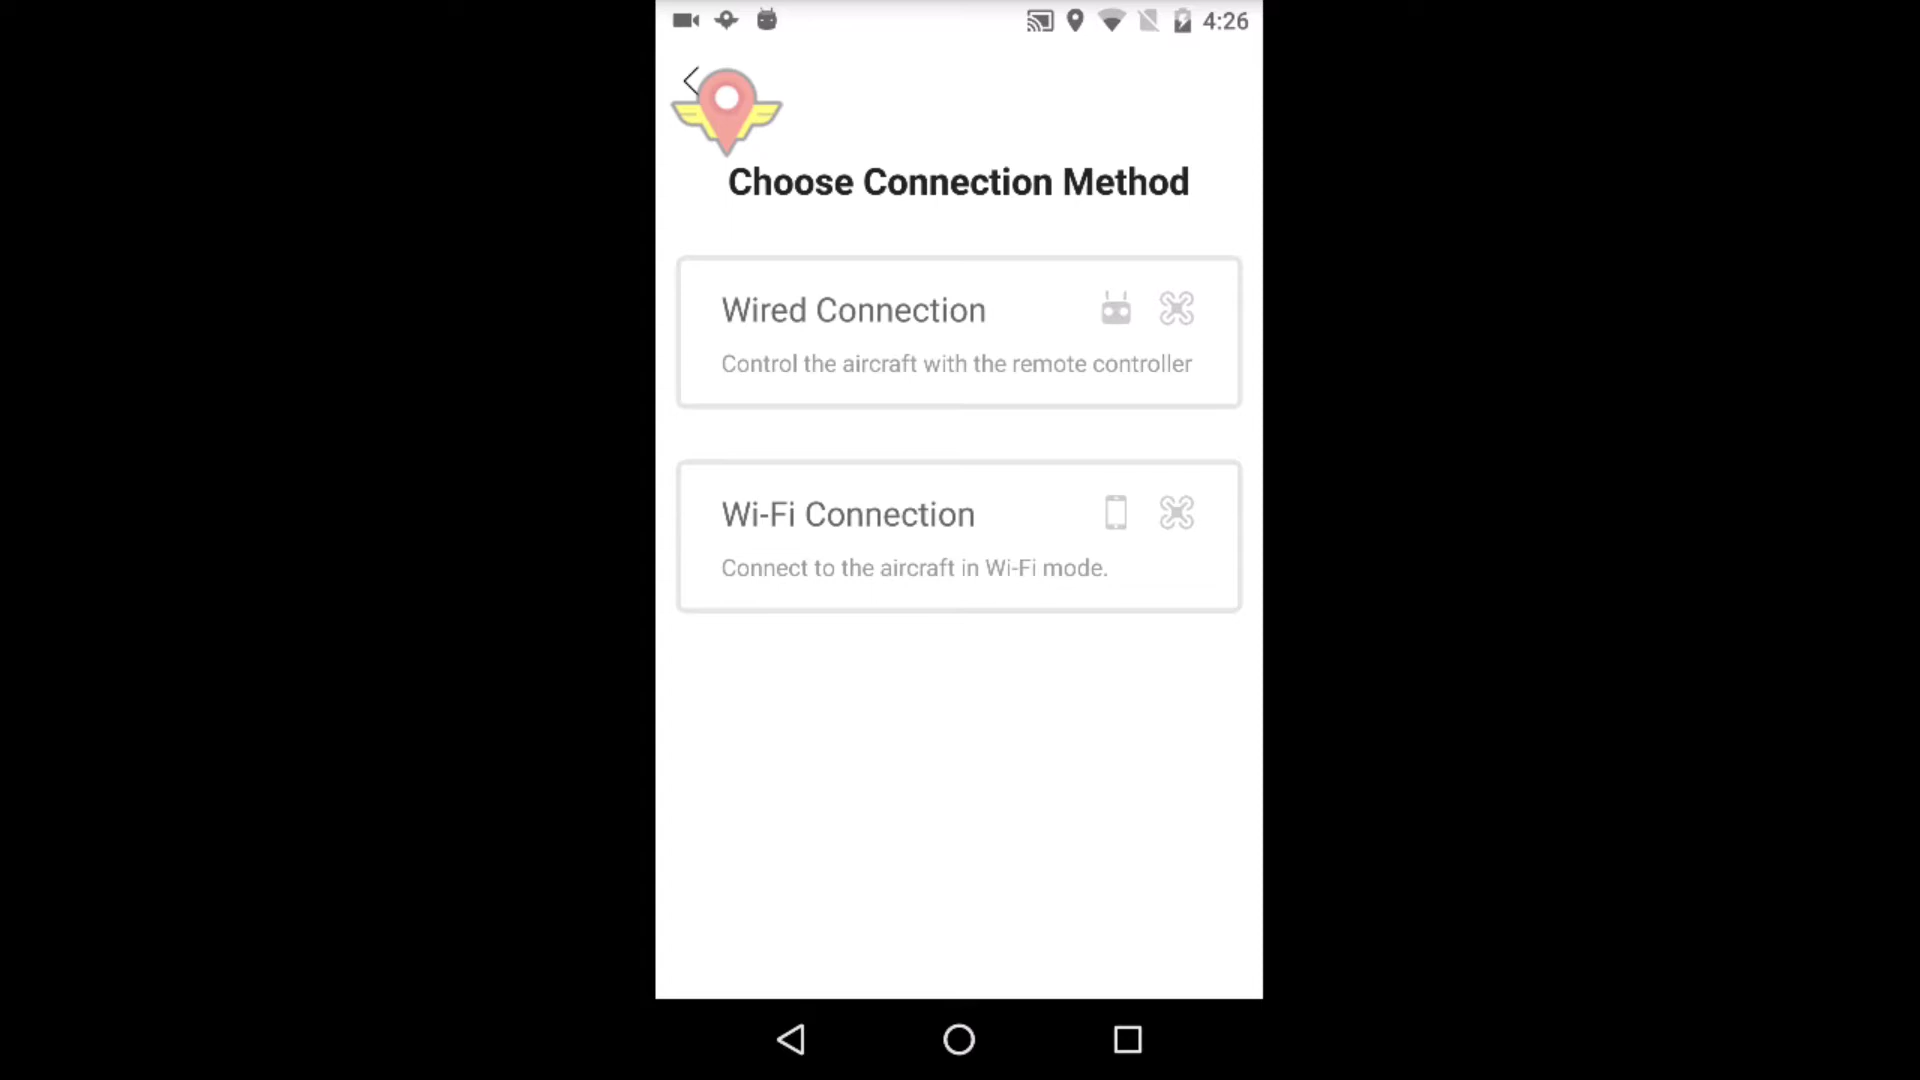 4:26
Choose Connection Method
Wired Connection
Control the aircraft with the remote controller
Wi-Fi Connection
Connect to the aircraft in Wi-Fi mode.